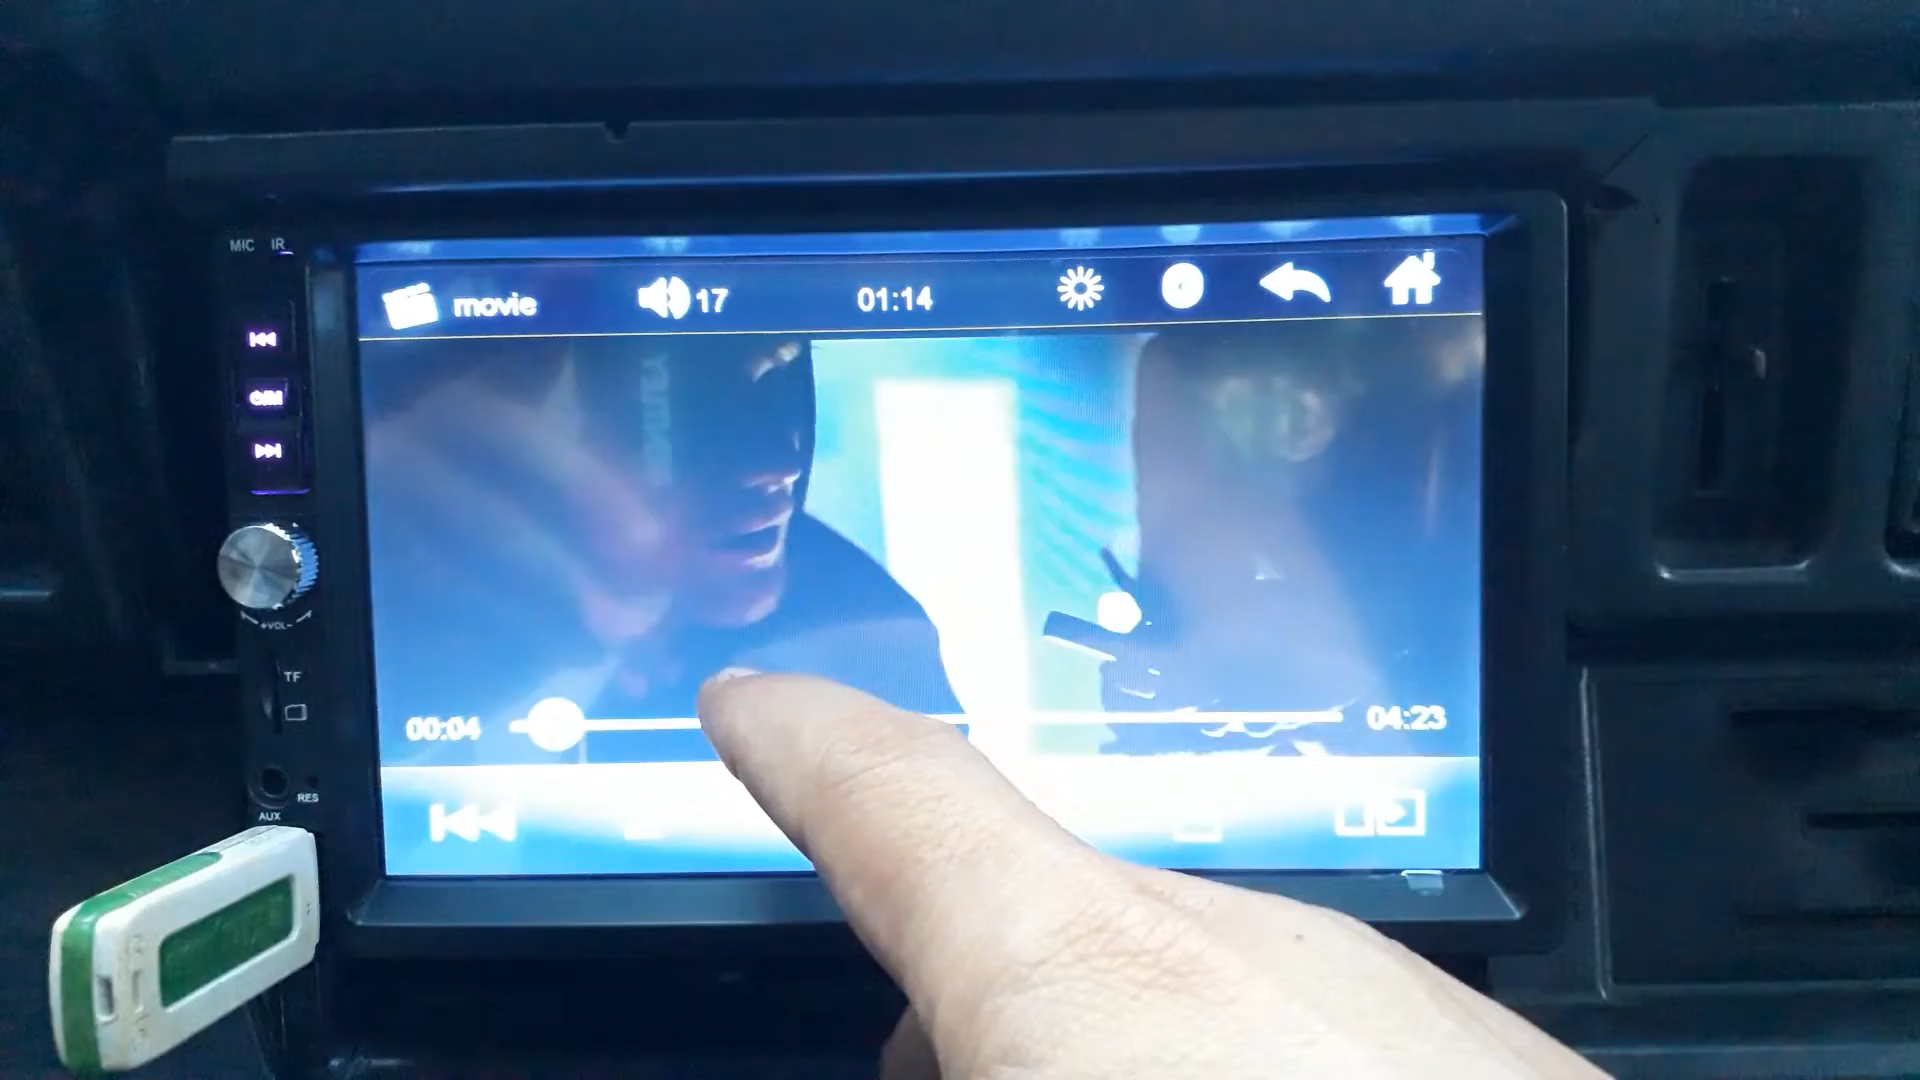 MIC IR
movie
17
01:14
+VOL-
TF
00:04
04:23
RES
AUX